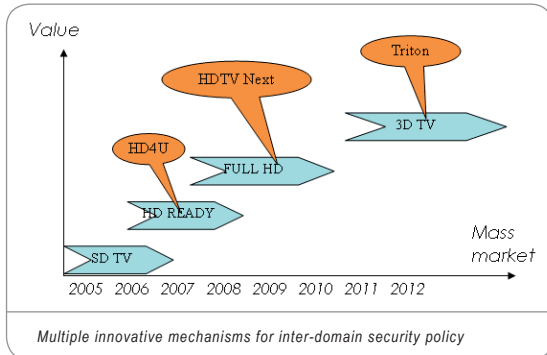 Value
Triton
HDTV Next
3D TV
HD4U
FULL HD
HD READY
Mass
market
SD TV
2005 2006 2007 2008 2009 2010 2011 2012
Multiple innovative mechanisms for inter-domain security policy